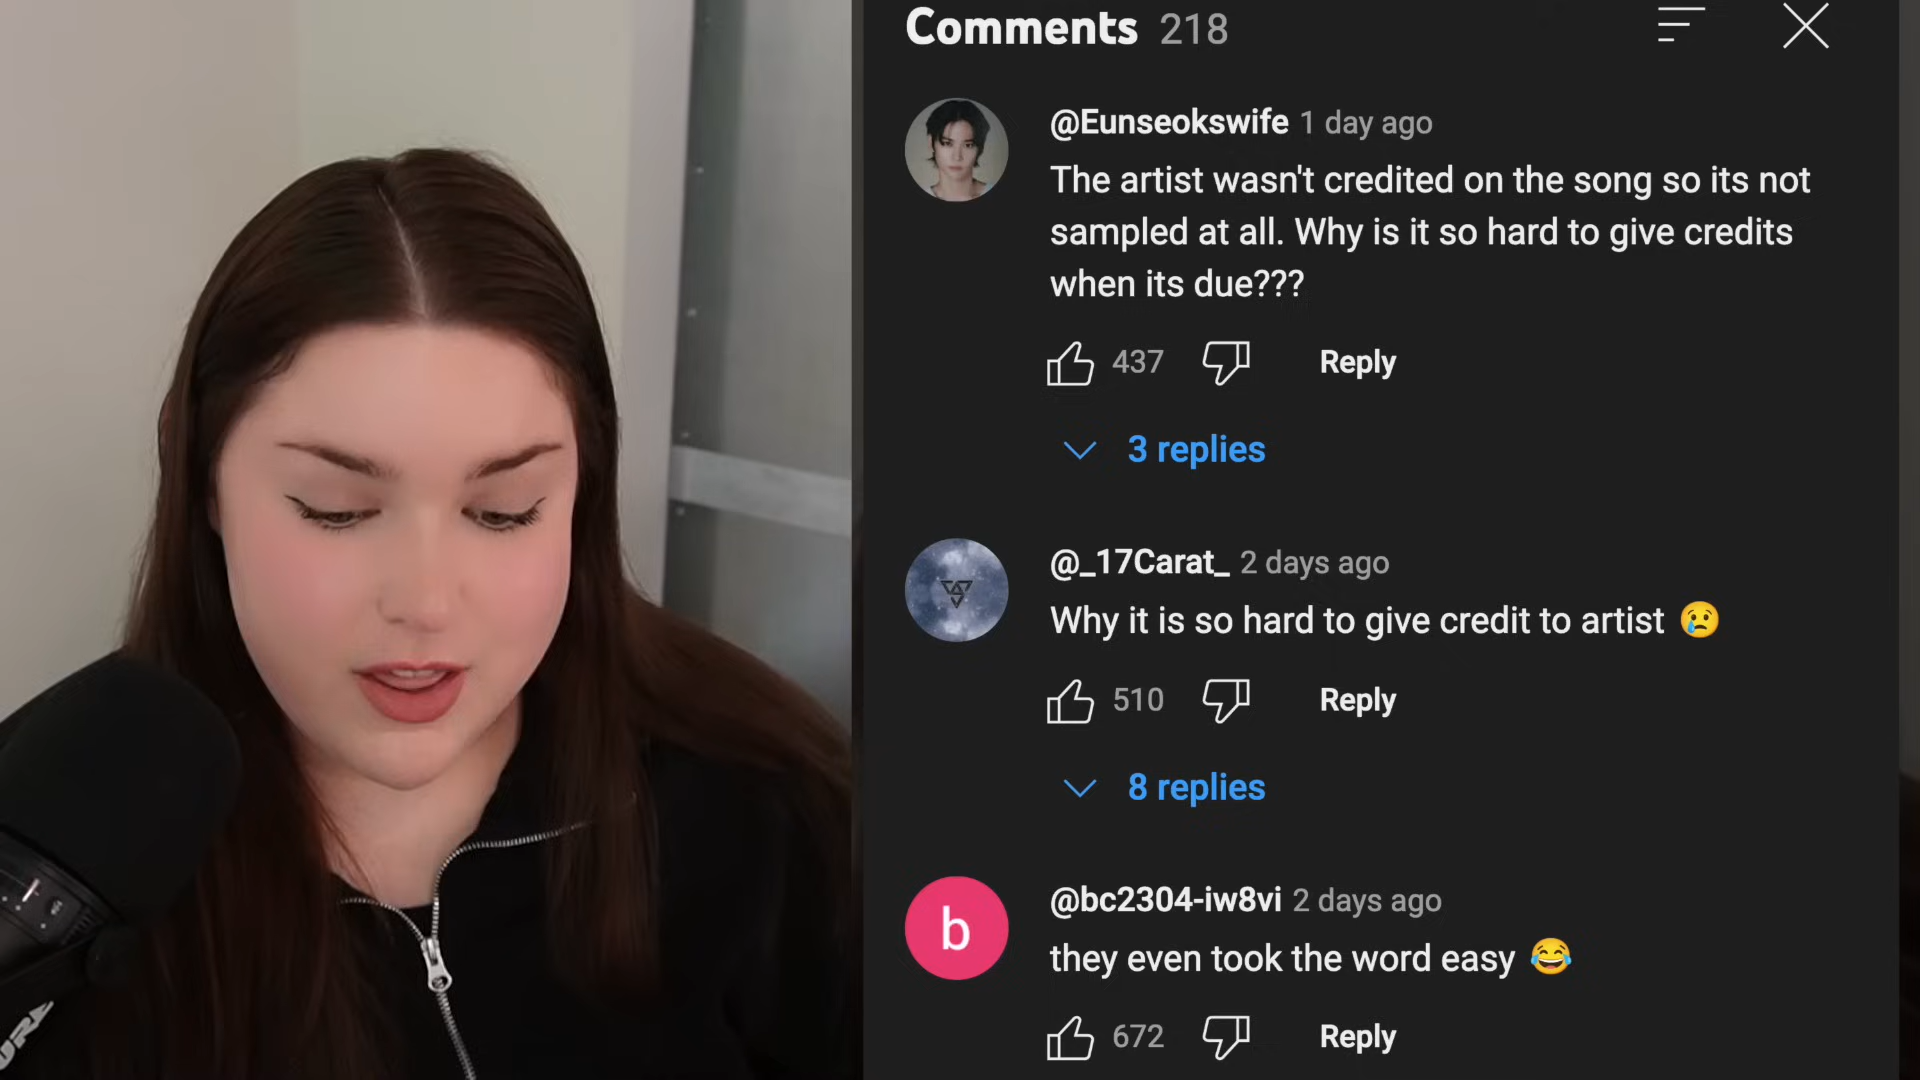 Comments 218
@Eunseokswife 1 day ago
The artist wasn't credited on the song so its not
sampled at all. Why is it so hard to give credits
when its due???
437 Reply
3 replies
@_17Carat_ 2 days ago
Why it is so hard to give credit to artist 😢
510 Reply
8 replies
b
@bc2304-iw8vi 2 days ago
they even took the word easy 😂
672 Reply